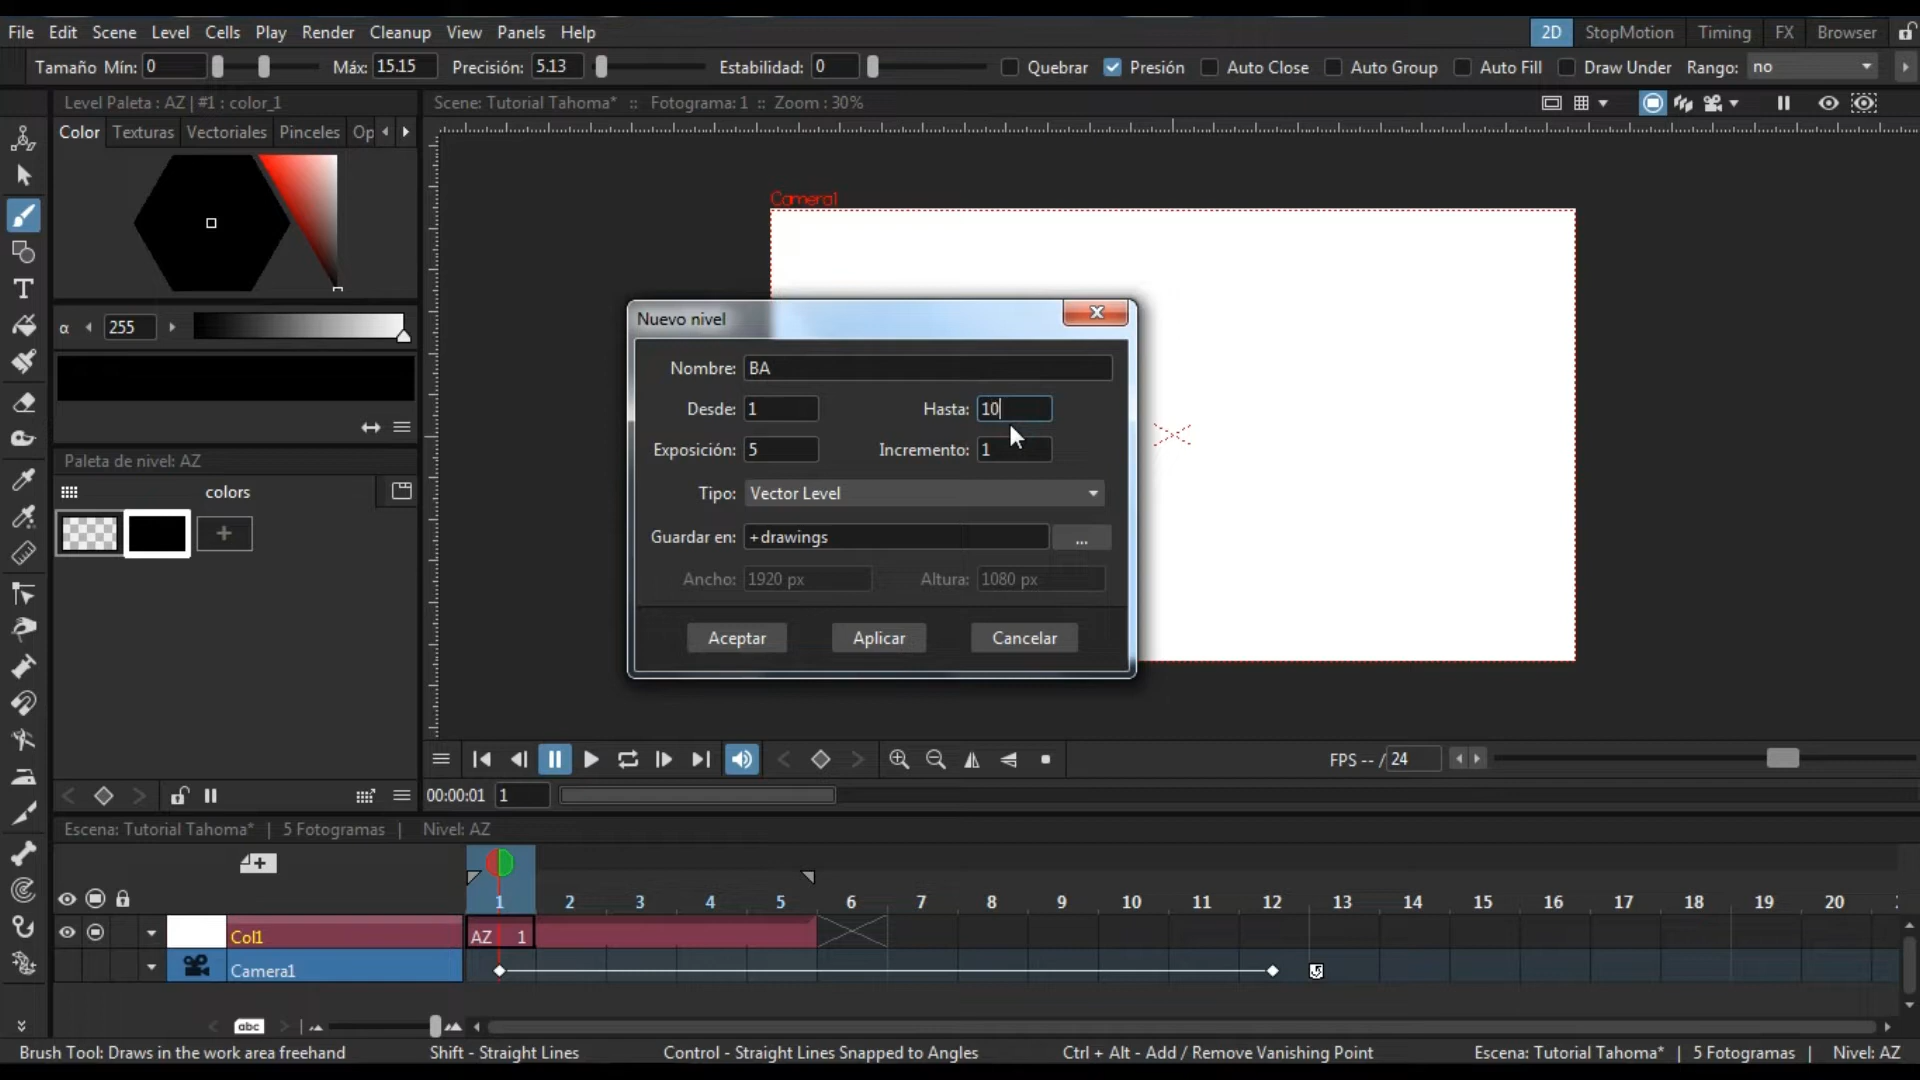 File Edit Scene Level Cells Play Render Cleanup View Panels Help 2D StopMotion Timing FX Browser
Tamaño Mín: 0 Máx: 15.15 Precisión: 5.13 Estabilidad: 0 Quebrar Presión Auto Close Auto Group Auto Fill Draw Under Rango: no
Level Paleta : AZ | #1 : color_1
Scene: Tutorial Tahoma* :: Fotograma: 1 :: Zoom : 30%
Color Texturas Vectoriales Pinceles Op
Camera1
α 255
Nuevo nivel
Nombre: BA
Desde: 1 Hasta: 10
Exposición: 5 Incremento: 1
Tipo: Vector Level
Guardar en: +drawings ...
Ancho: 1920 px Altura: 1080 px
Aceptar Aplicar Cancelar
Paleta de nivel: AZ
colors
+
FPS -- / 24
00:00:01 1
Escena: Tutorial Tahoma* | 5 Fotogramas | Nivel: AZ
1 2 3 4 5 6 7 8 9 10 11 12 13 14 15 16 17 18 19 20
Col1 AZ 1
Camera1
abc
Brush Tool: Draws in the work area freehand Shift - Straight Lines Control - Straight Lines Snapped to Angles Ctrl + Alt - Add / Remove Vanishing Point Escena: Tutorial Tahoma* | 5 Fotogramas | Nivel: AZ